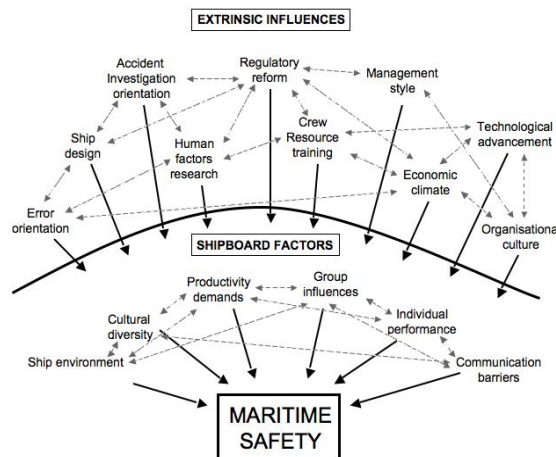 EXTRINSIC INFLUENCES
Accident
Investigation
orientation
Regulatory
reform
Management
style
Ship
design
Human
factors
research
Crew
Resource
training
Technological
advancement
Error
orientation
Economic
climate
Organisational
culture
SHIPBOARD FACTORS
Productivity
demands
Group
influences
Cultural
diversity
Individual
performance
Ship environment
Communication
barriers
MARITIME
SAFETY